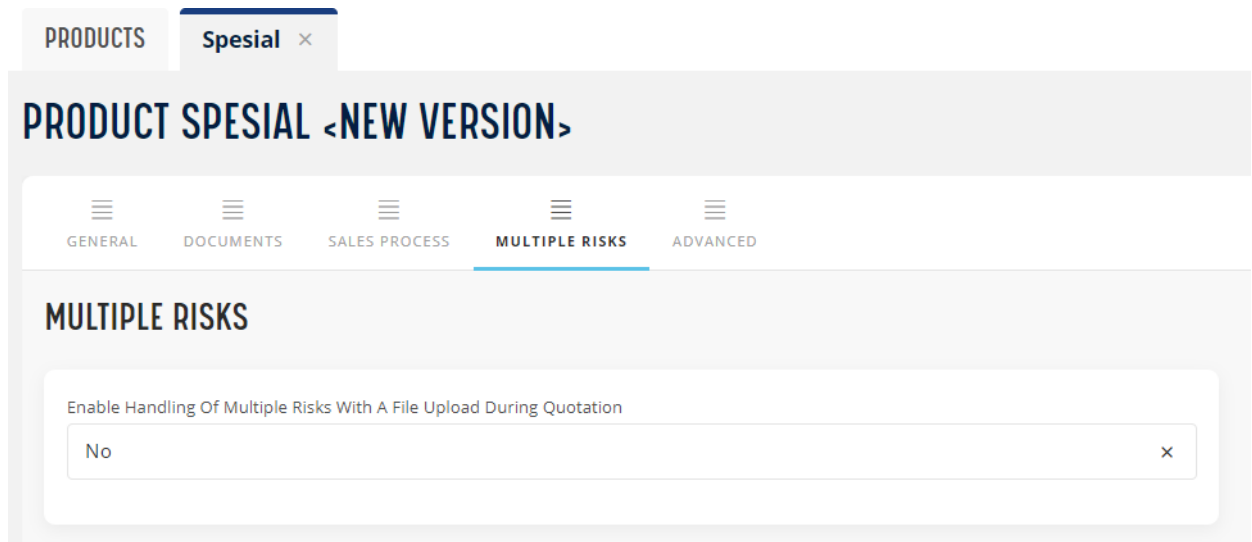 PRODUCTS Spesial ×
PRODUCT SPESIAL <NEW VERSION>
GENERAL DOCUMENTS SALES PROCESS MULTIPLE RISKS ADVANCED
MULTIPLE RISKS
Enable Handling Of Multiple Risks With A File Upload During Quotation
No ×